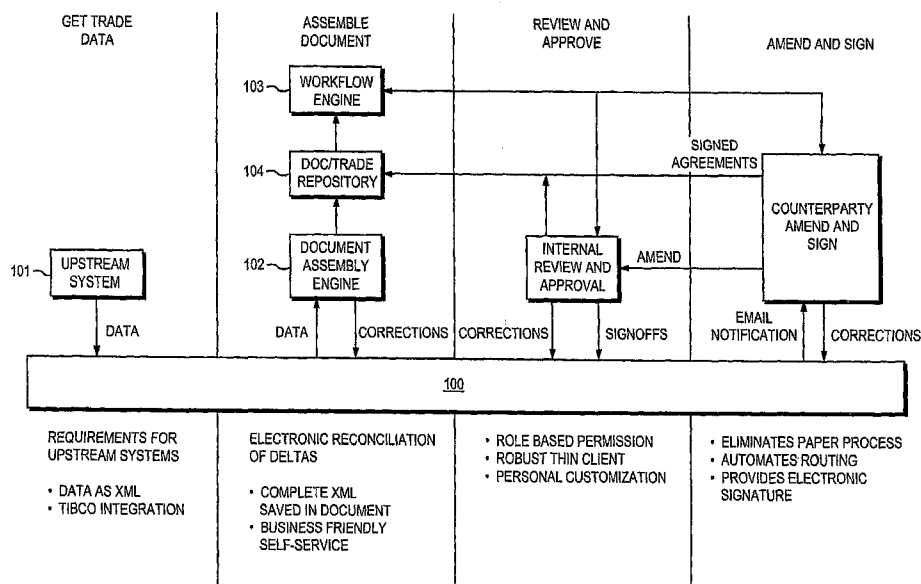 GET TRADE
DATA
ASSEMBLE
DOCUMENT
REVIEW AND
APPROVE
AMEND AND SIGN
103
WORKFLOW
ENGINE
104
DOC/TRADE
REPOSITORY
SIGNED
AGREEMENTS
COUNTERPARTY
AMEND AND
SIGN
101
UPSTREAM
SYSTEM
102
DOCUMENT
ASSEMBLY
ENGINE
INTERNAL
REVIEW AND
APPROVAL
AMEND
DATA
DATA
CORRECTIONS
CORRECTIONS
SIGNOFFS
EMAIL
NOTIFICATION
CORRECTIONS
100
REQUIREMENTS FOR
UPSTREAM SYSTEMS
• DATA AS XML
• TIBCO INTEGRATION
ELECTRONIC RECONCILIATION
OF DELTAS
• COMPLETE XML
SAVED IN DOCUMENT
• BUSINESS FRIENDLY
SELF-SERVICE
• ROLE BASED PERMISSION
• ROBUST THIN CLIENT
• PERSONAL CUSTOMIZATION
• ELIMINATES PAPER PROCESS
• AUTOMATES ROUTING
• PROVIDES ELECTRONIC
SIGNATURE